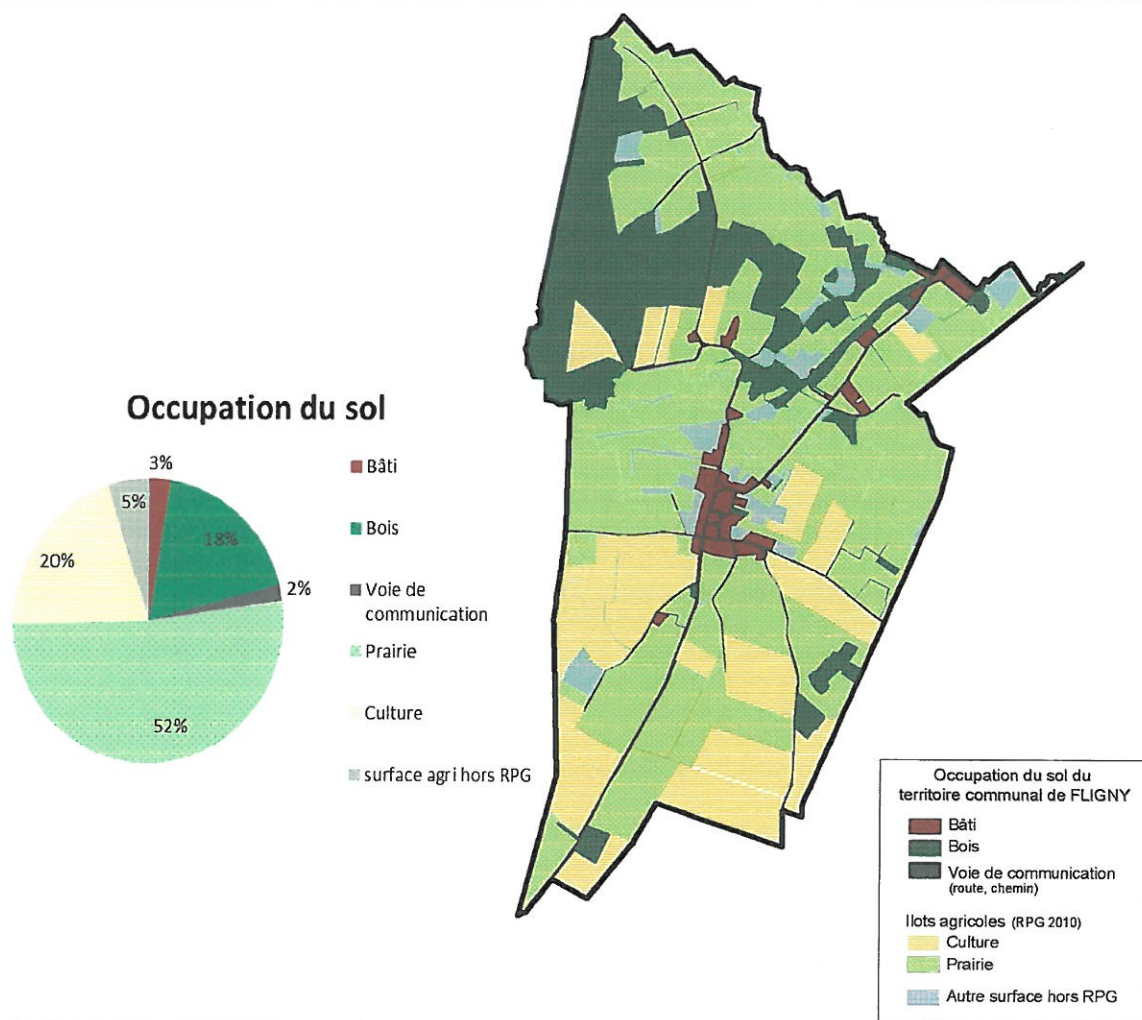 Occupation du sol
3%
5%
18%
20%
2%
52%
Bâti
Bois
Voie de
communication
Prairie
Culture
surface agri hors RPG
Occupation du sol du
territoire communal de FLIGNY
Bâti
Bois
Voie de communication
(route, chemin)
Ilots agricoles (RPG 2010)
Culture
Prairie
Autre surface hors RPG